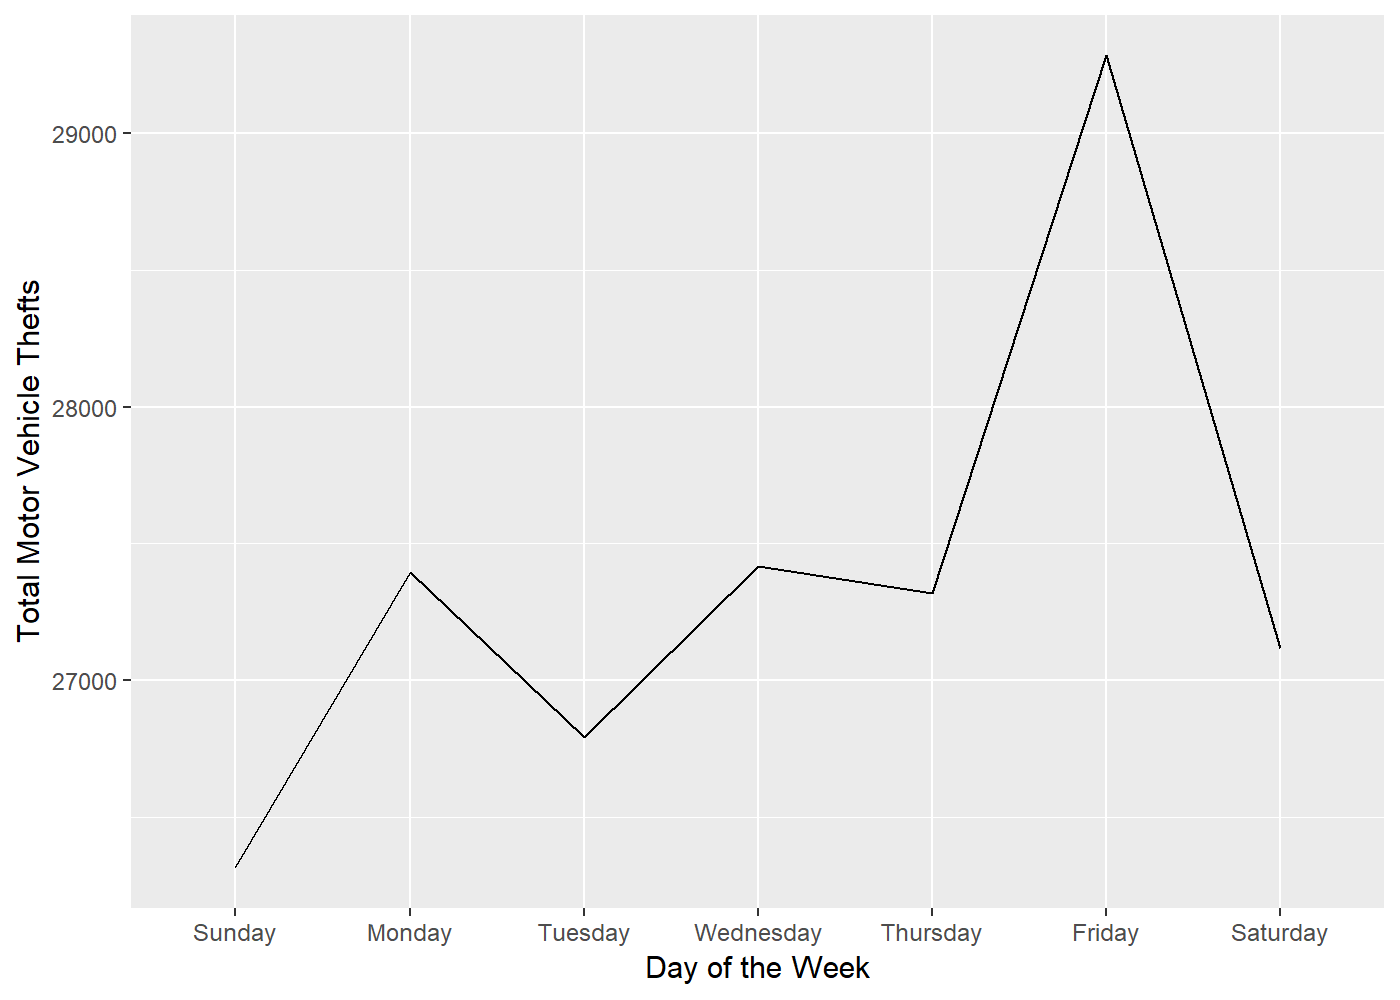 Total Motor Vehicle Thefts
29000
28000
27000
Sunday Monday Tuesday Wednesday Thursday Friday Saturday
Day of the Week